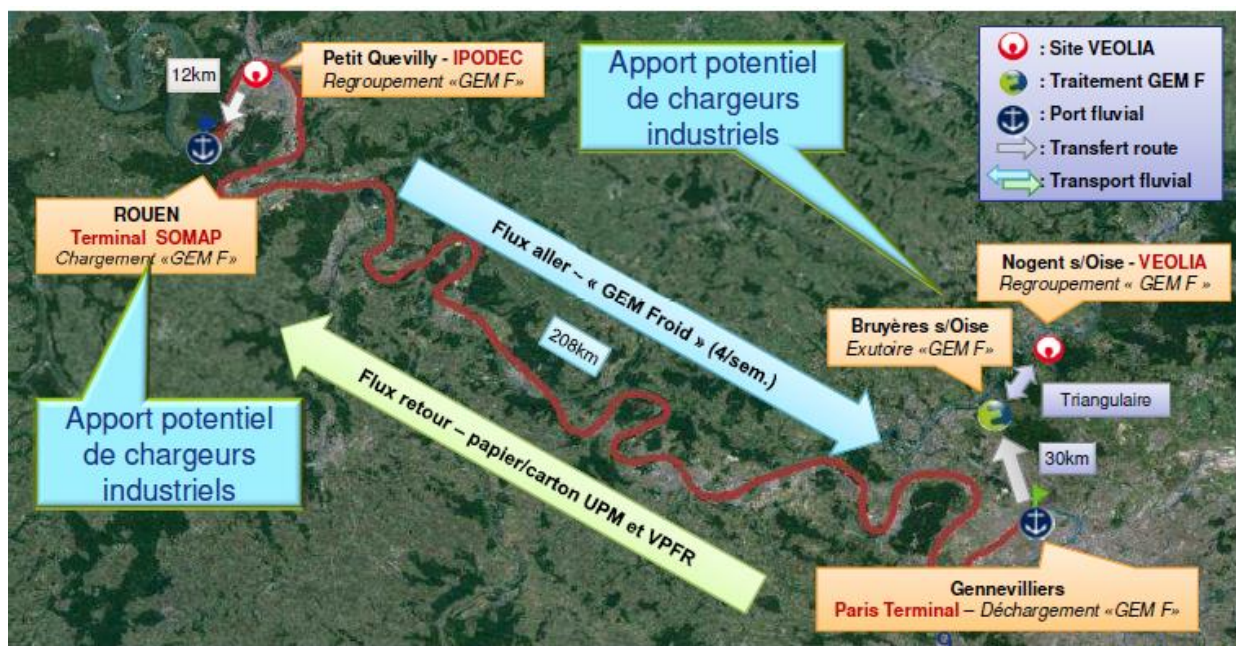 Petit Quevilly - IPODEC
Regroupement «GEM F»
12km
ROUEN
Terminal SOMAP
Chargement «GEM F»
Apport potentiel
de chargeurs
industriels
Apport potentiel
de chargeurs
industriels
: Site VEOLIA
: Traitement GEM F
: Port fluvial
: Transfert route
: Transport fluvial
Flux aller – « GEM Froid » (4/sem.)
208km
Flux retour – papier/carton UPM et VPFR
Nogent s/Oise - VEOLIA
Regroupement « GEM F »
Bruyères s/Oise
Exutoire «GEM F»
Triangulaire
30km
Gennevilliers
Paris Terminal – Déchargement «GEM F»